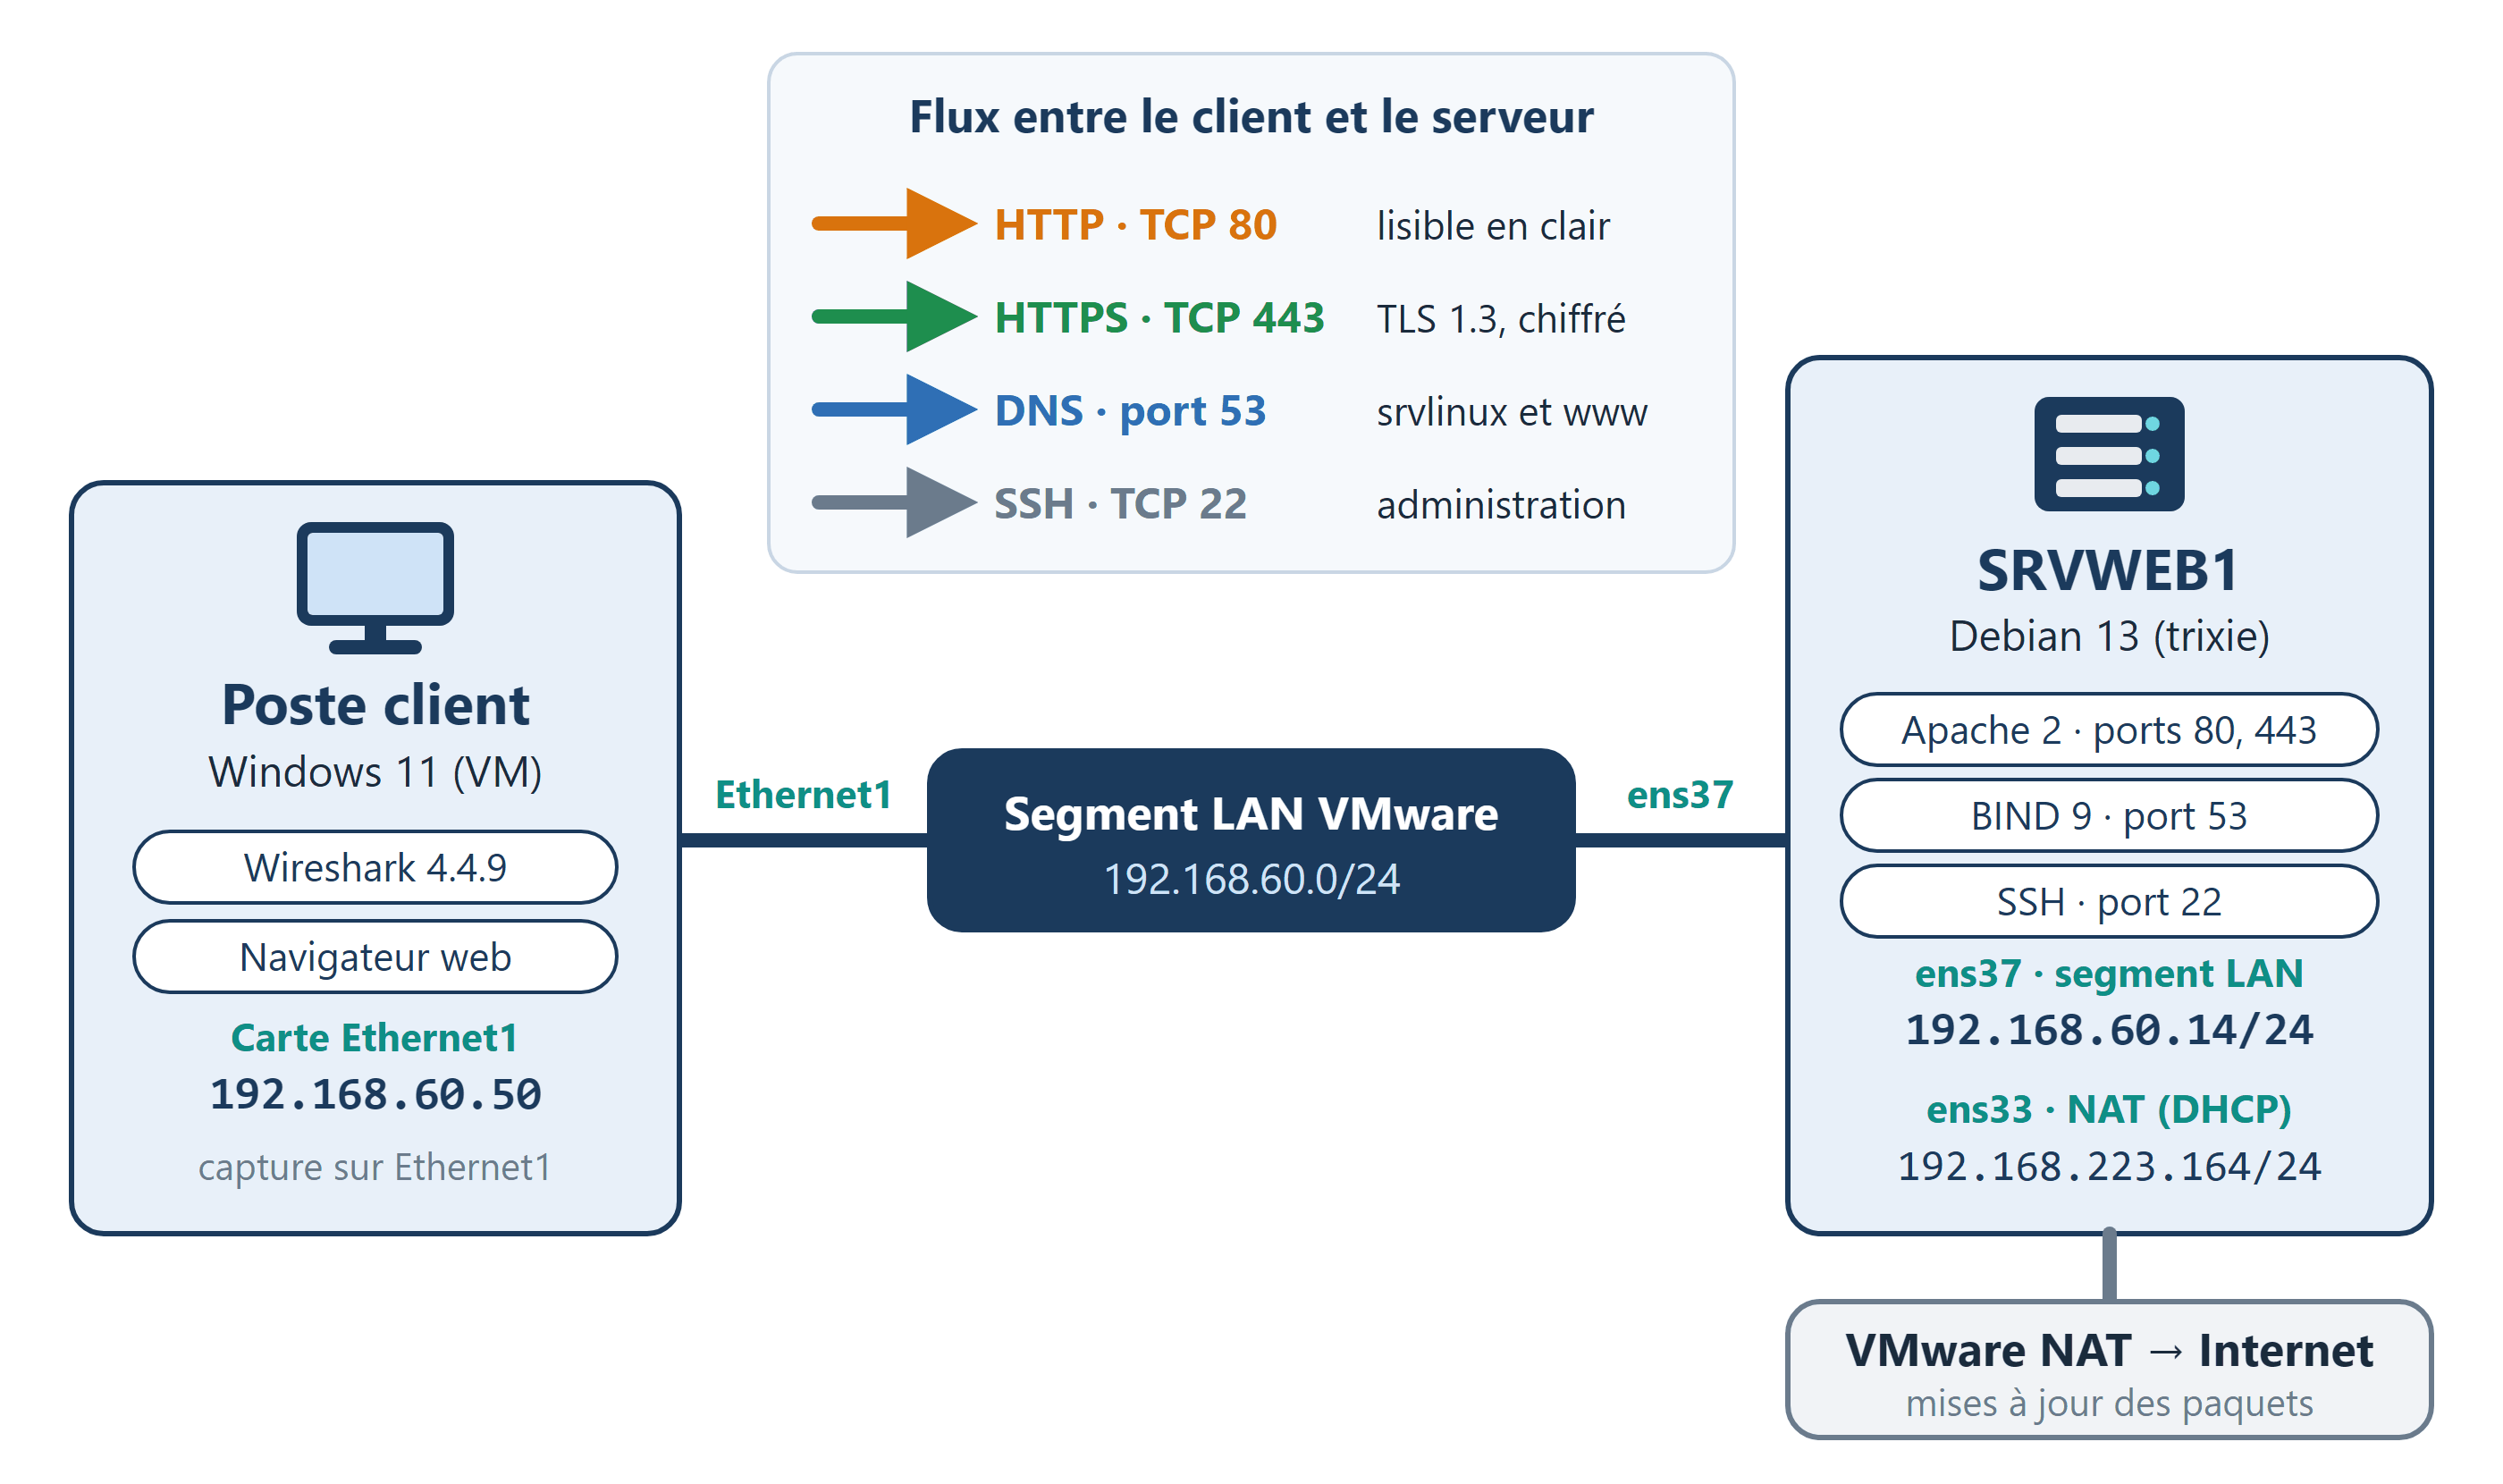 Flux entre le client et le serveur
HTTP · TCP 80 lisible en clair
HTTPS · TCP 443 TLS 1.3, chiffré
DNS · port 53 srvlinux et www
SSH · TCP 22 administration
Poste client
Windows 11 (VM)
Wireshark 4.4.9
Navigateur web
Carte Ethernet1
192.168.60.50
capture sur Ethernet1
Ethernet1
Segment LAN VMware
192.168.60.0/24
ens37
SRVWEB1
Debian 13 (trixie)
Apache 2 · ports 80, 443
BIND 9 · port 53
SSH · port 22
ens37 · segment LAN
192.168.60.14/24
ens33 · NAT (DHCP)
192.168.223.164/24
VMware NAT → Internet
mises à jour des paquets